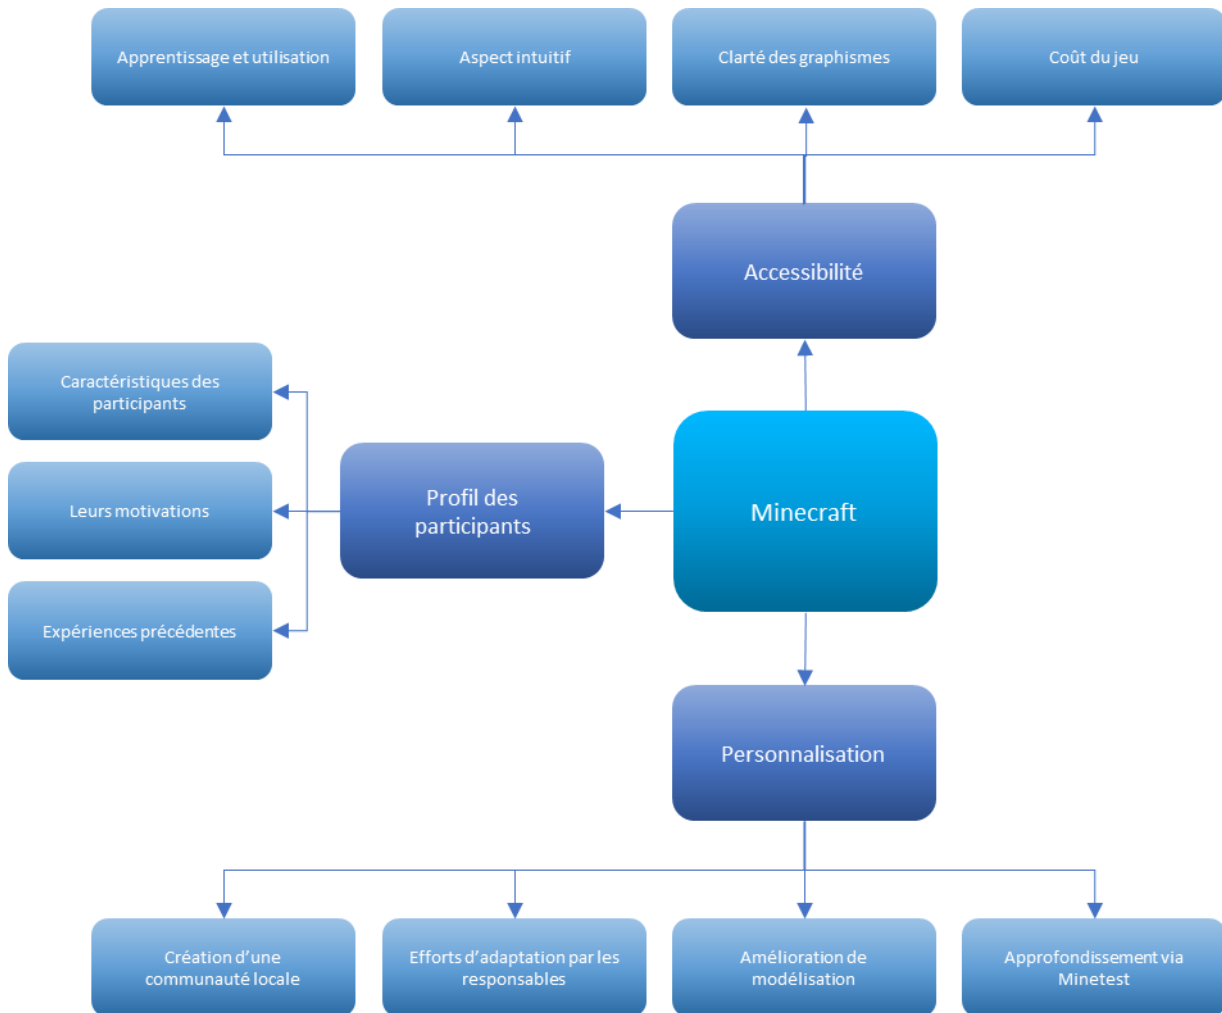 Apprentissage et utilisation
Aspect intuitif
Clarté des graphismes
Coût du jeu
Accessibilité
Caractéristiques des
participants
Leurs motivations
Expériences précédentes
Profil des
participants
Minecraft
Personnalisation
Création d'une
communauté locale
Efforts d'adaptation par les
responsables
Amélioration de
modélisation
Approfondissement via
Minetest